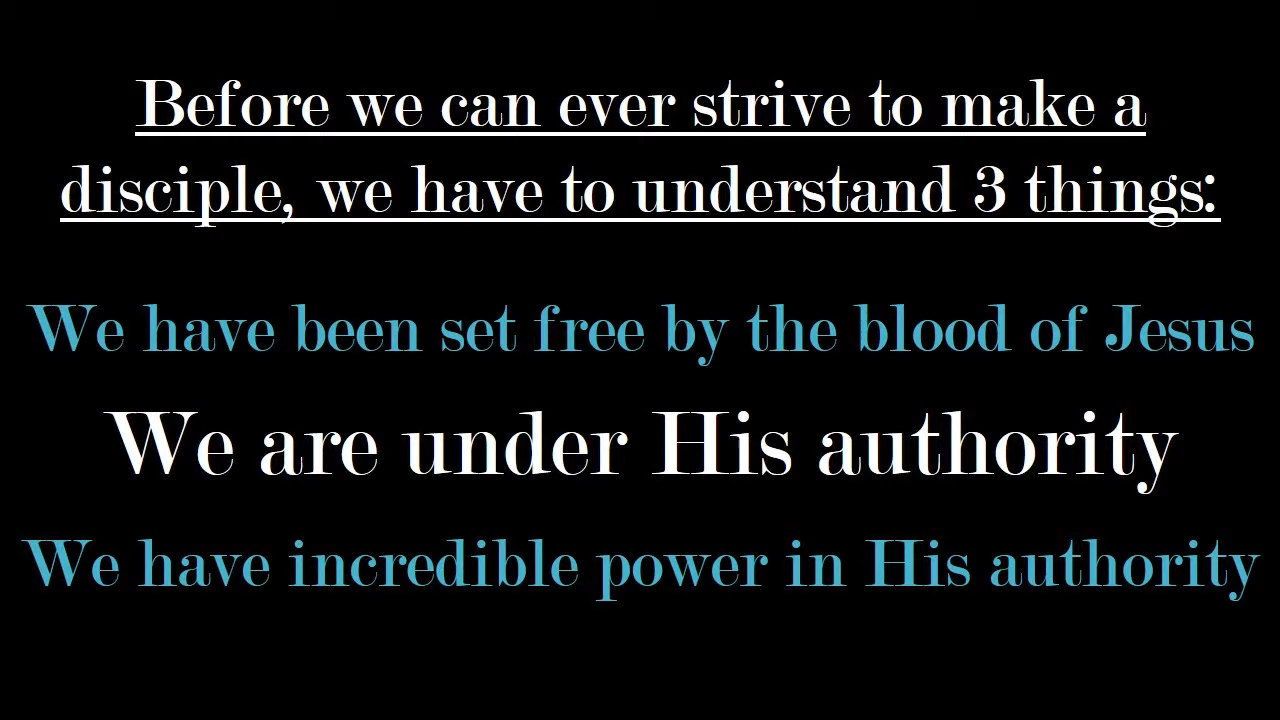 Before we can ever strive to make a
disciple, we have to understand 3 things:
We have been set free by the blood of Jesus
We are under His authority
We have incredible power in His authority